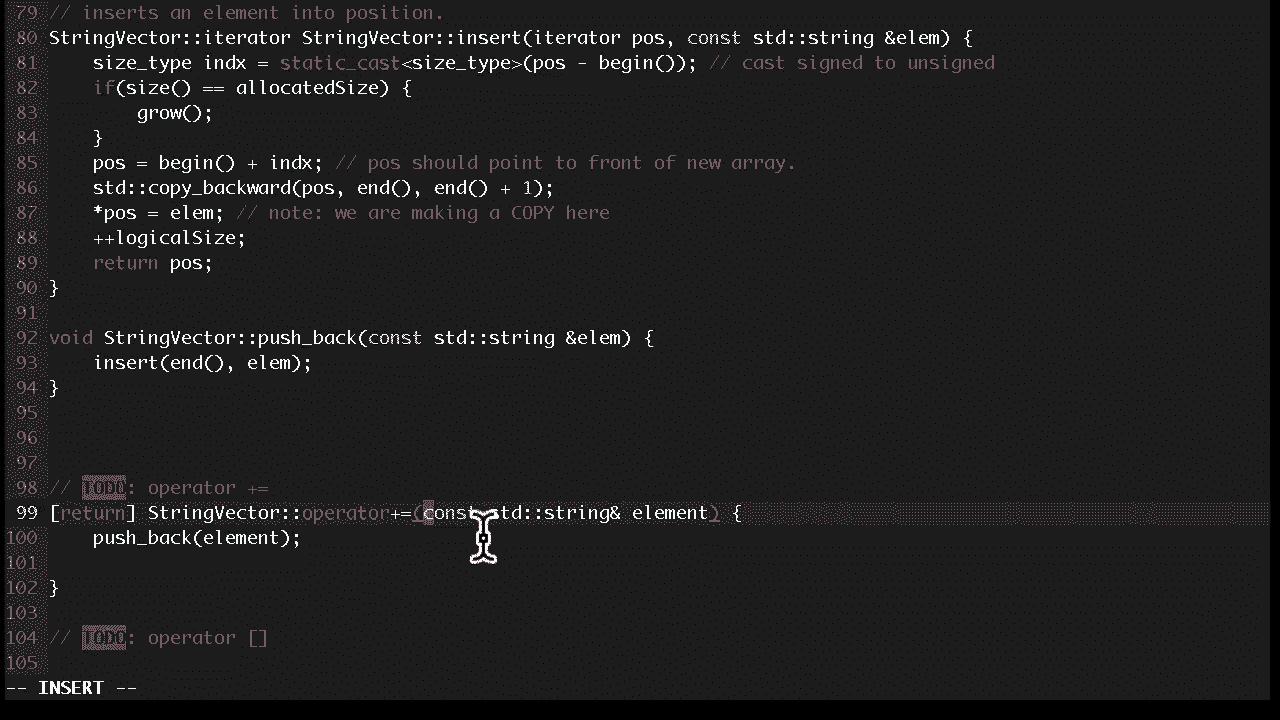 79 // inserts an element into position.
80 StringVector::iterator StringVector::insert(iterator pos, const std::string &elem) {
81     size_type indx = static_cast<size_type>(pos - begin()); // cast signed to unsigned
82     if(size() == allocatedSize) {
83         grow();
84     }
85     pos = begin() + indx; // pos should point to front of new array.
86     std::copy_backward(pos, end(), end() + 1);
87     *pos = elem; // note: we are making a COPY here
88     ++logicalSize;
89     return pos;
90 }
91
92 void StringVector::push_back(const std::string &elem) {
93     insert(end(), elem);
94 }
95
96
97
98 // TODO: operator +=
99 [return] StringVector::operator+=(const std::string& element) {
100     push_back(element);
101
102 }
103
104 // TODO: operator []
105
-- INSERT --